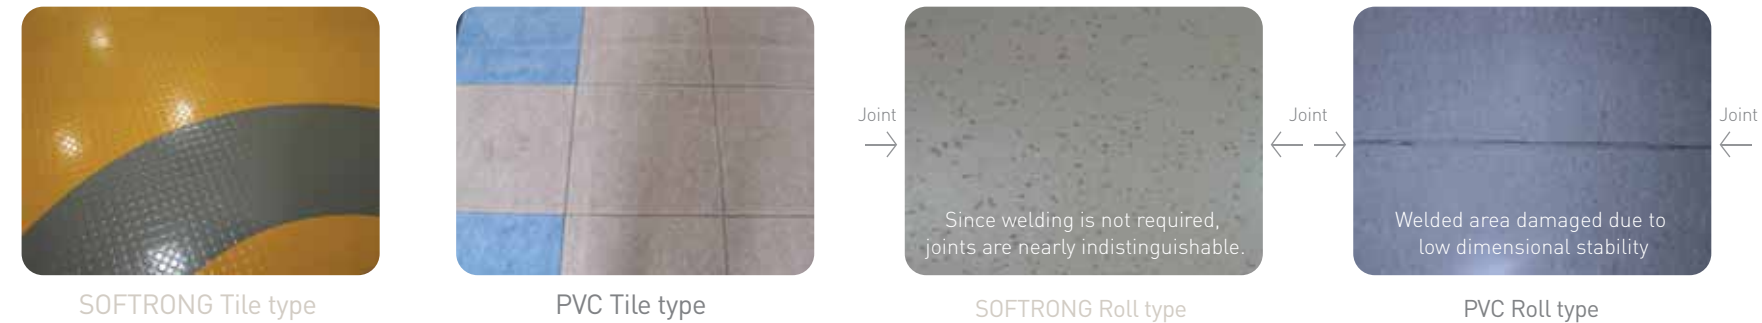 Joint
Joint
Joint
Since welding is not required,
joints are nearly indistinguishable.
Welded area damaged due to
low dimensional stability
SOFTRONG Tile type
PVC Tile type
SOFTRONG Roll type
PVC Roll type